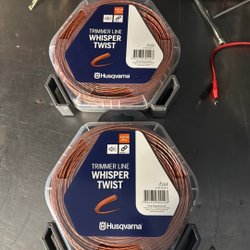 TRIMMER LINE
WHISPER
TWIST
Husqvarna
TRIMMER LINE
WHISPER
TWIST
Husqvarna